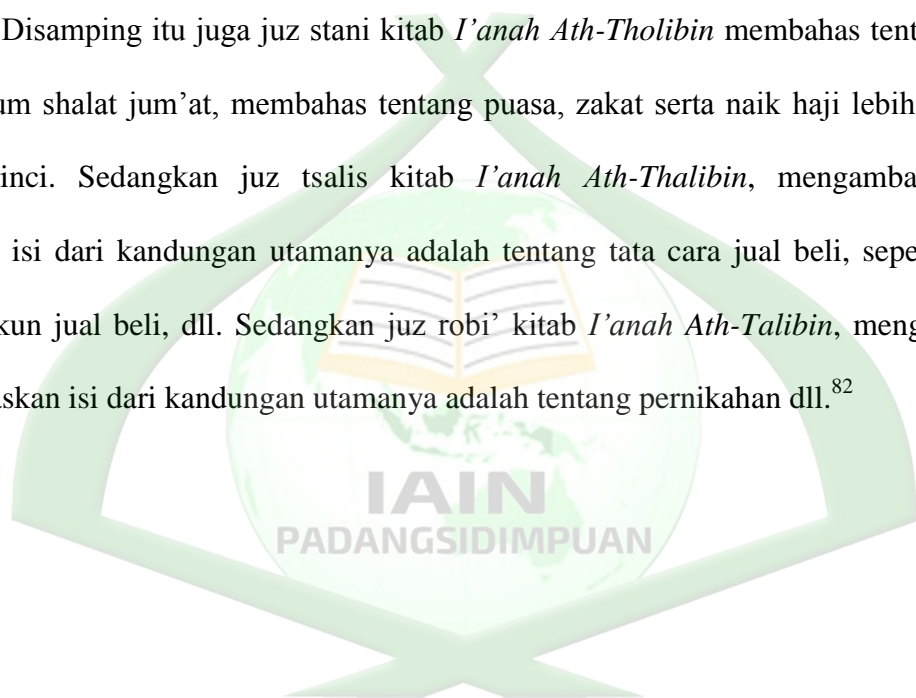 Disamping itu juga juz stani kitab I’anah Ath-Tholibin membahas tent
um shalat jum’at, membahas tentang puasa, zakat serta naik haji lebih
inci. Sedangkan juz tsalis kitab I’anah Ath-Thalibin, mengamba
isi dari kandungan utamanya adalah tentang tata cara jual beli, sepe
kun jual beli, dll. Sedangkan juz robi’ kitab I’anah Ath-Talibin, meng
askan isi dari kandungan utamanya adalah tentang pernikahan dll.82
IAIN
PADANGSIDIMPUAN